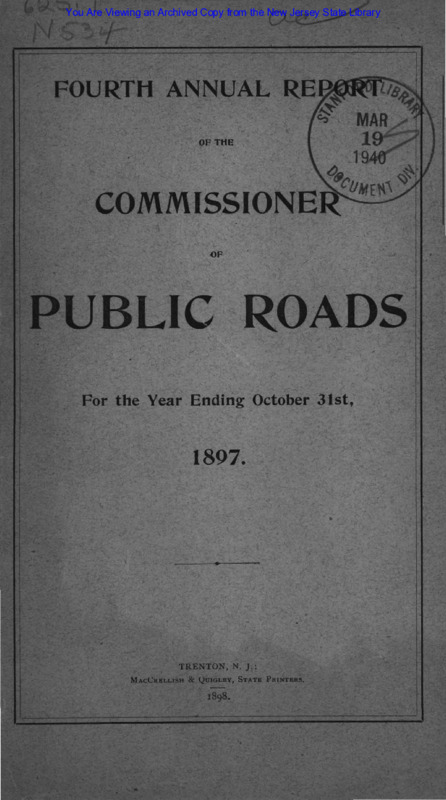 You Are Viewing an Archived Copy from the New Jersey State Library
N534
FOURTH ANNUAL REPORT
OF THE
COMMISSIONER
OF
PUBLIC ROADS
For the Year Ending October 31st,
1897.
TRENTON, N. J.:
MacCrellish & Quigley, State Printers.
1898.
LIBRARY
MAR
19
1940
DOCUMENT DIV.